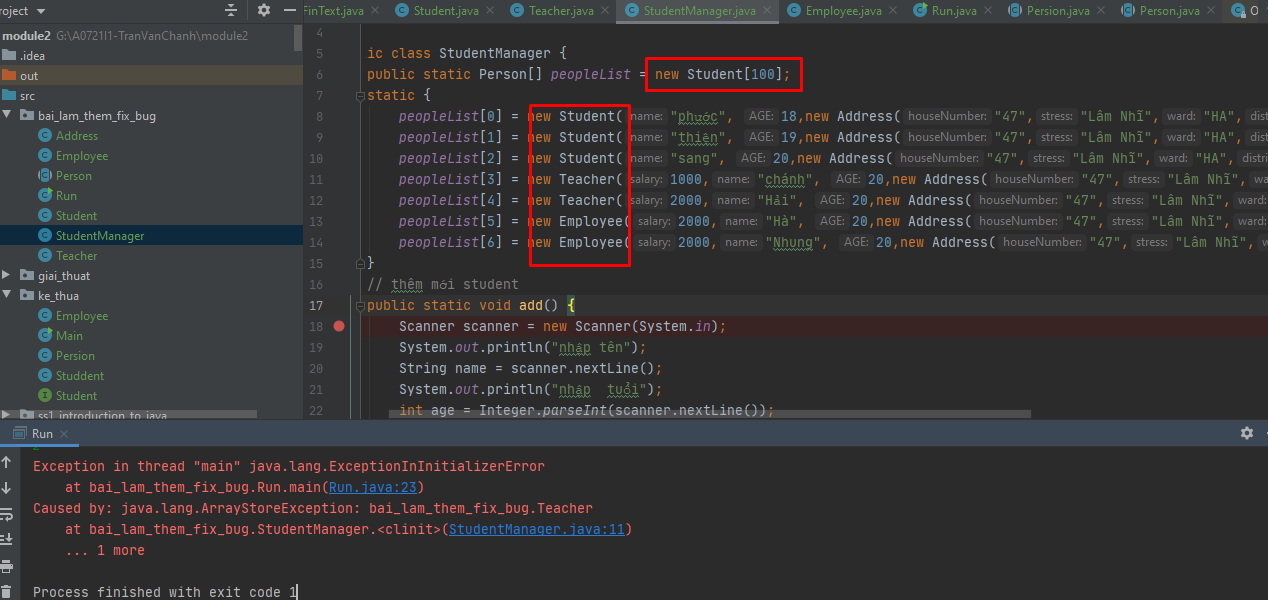 roject
FinText.java Student.java Teacher.java StudentManager.java Employee.java Run.java Persion.java Person.java O
module2 G:\A0721I1-TranVanChanh\module2
.idea
out
src
bai_lam_them_fix_bug
Address
Employee
Person
Run
Student
StudentManager
Teacher
giai_thuat
ke_thua
Employee
Main
Persion
Studdent
Student
ss1_introduction_to_java
4
5 ic class StudentManager {
6 public static Person[] peopleList = new Student[100];
7 static {
8 peopleList[0] = new Student( name: "phước", AGE: 18,new Address( houseNumber: "47", stress: "Lâm Nhĩ", ward: "HA", dist
9 peopleList[1] = new Student( name: "thiện", AGE: 19,new Address( houseNumber: "47", stress: "Lâm Nhĩ", ward: "HA", dist
10 peopleList[2] = new Student( name: "sang", AGE: 20,new Address( houseNumber: "47", stress: "Lâm Nhĩ", ward: "HA", distri
11 peopleList[3] = new Teacher( salary: 1000, name: "chánh", AGE: 20,new Address( houseNumber: "47", stress: "Lâm Nhĩ", wa
12 peopleList[4] = new Teacher( salary: 2000, name: "Hải", AGE: 20,new Address( houseNumber: "47", stress: "Lâm Nhĩ", ward:
13 peopleList[5] = new Employee( salary: 2000, name: "Hà", AGE: 20,new Address( houseNumber: "47", stress: "Lâm Nhĩ", ward:
14 peopleList[6] = new Employee( salary: 2000, name: "Nhung", AGE: 20,new Address( houseNumber: "47", stress: "Lâm Nhĩ", w
15 }
16 // thêm mới student
17 public static void add() {
18 Scanner scanner = new Scanner(System.in);
19 System.out.println("nhập tên");
20 String name = scanner.nextLine();
21 System.out.println("nhập tuổi");
22 int age = Integer.parseInt(scanner.nextLine());
Run
Exception in thread "main" java.lang.ExceptionInInitializerError
at bai_lam_them_fix_bug.Run.main(Run.java:23)
Caused by: java.lang.ArrayStoreException: bai_lam_them_fix_bug.Teacher
at bai_lam_them_fix_bug.StudentManager.<clinit>(StudentManager.java:11)
... 1 more
Process finished with exit code 1